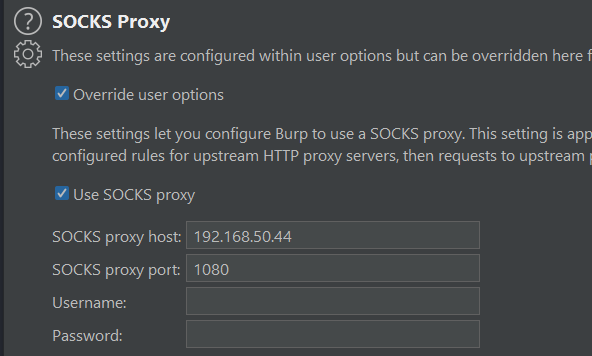 SOCKS Proxy
These settings are configured within user options but can be overridden here f
Override user options
These settings let you configure Burp to use a SOCKS proxy. This setting is app
configured rules for upstream HTTP proxy servers, then requests to upstream p
Use SOCKS proxy
SOCKS proxy host: 192.168.50.44
SOCKS proxy port: 1080
Username:
Password: